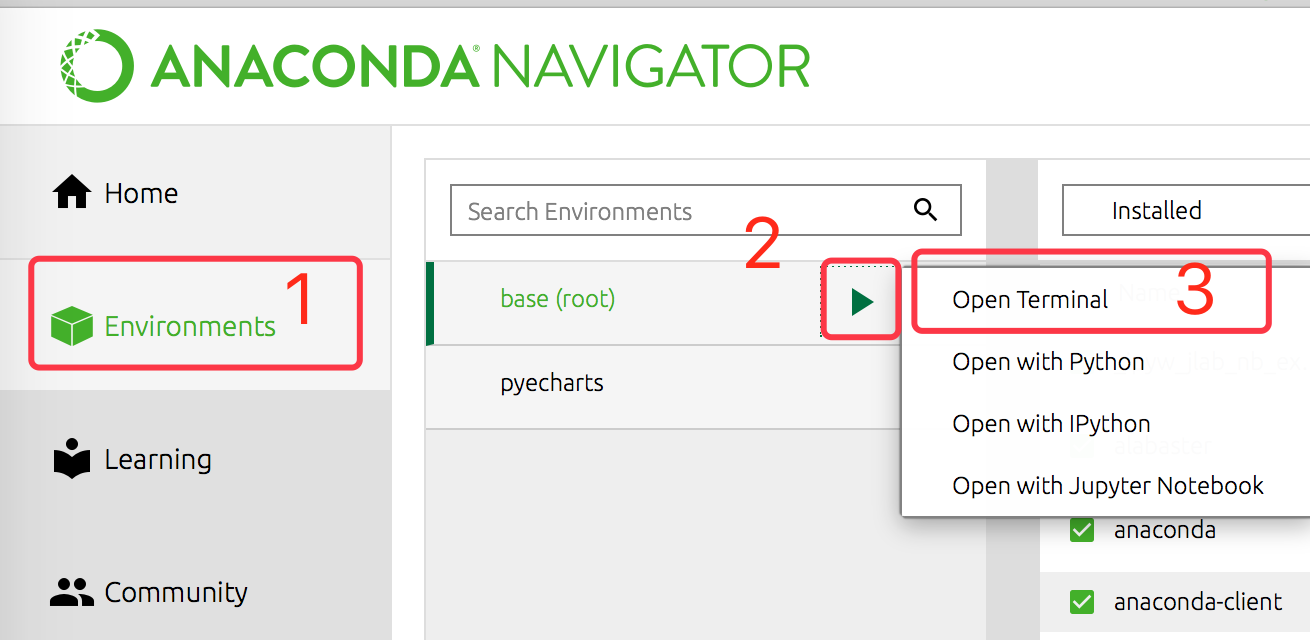 ANACONDA® NAVIGATOR
Home
Environments
1
Learning
Community
Search Environments
2
base (root)
pyecharts
Installed
Open Terminal
3
Open with Python
Open with IPython
Open with Jupyter Notebook
alabaster
anaconda
anaconda-client